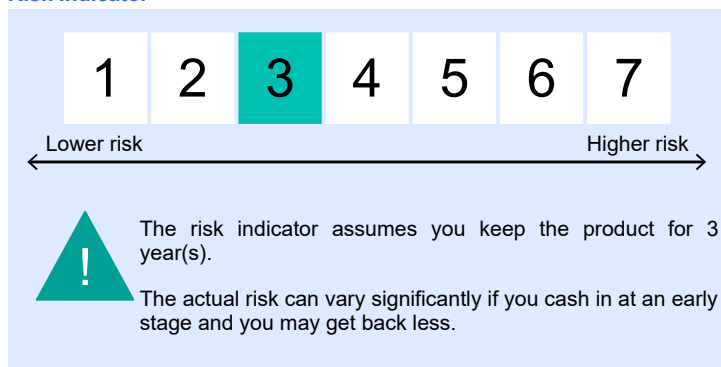 Risk Indicator
1 2 3 4 5 6 7
Lower risk Higher risk
! The risk indicator assumes you keep the product for 3
year(s).
The actual risk can vary significantly if you cash in at an early
stage and you may get back less.